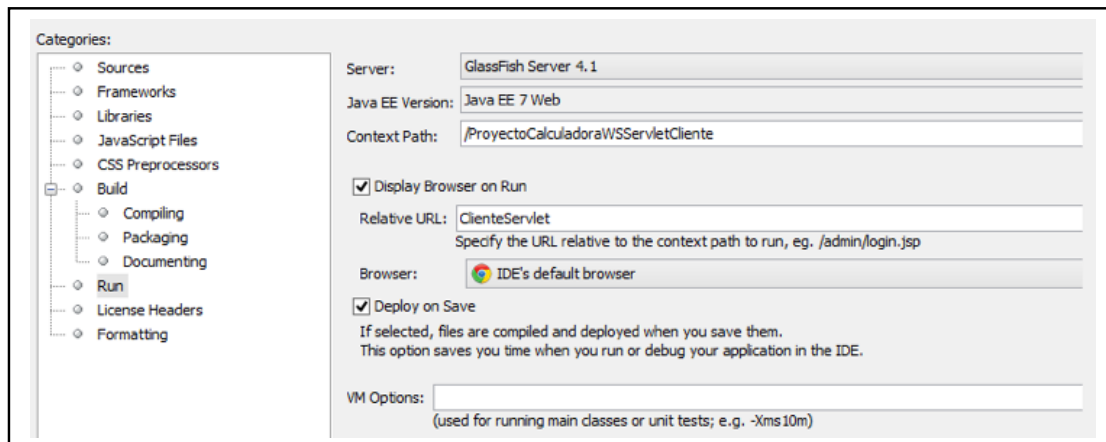 Categories:
Sources
Frameworks
Libraries
JavaScript Files
CSS Preprocessors
Build
Compiling
Packaging
Documenting
Run
License Headers
Formatting
Server: GlassFish Server 4.1
Java EE Version: Java EE 7 Web
Context Path: /ProyectoCalculadoraWSServletCliente
Display Browser on Run
Relative URL: ClienteServlet
Specify the URL relative to the context path to run, eg. /admin/login.jsp
Browser: IDE's default browser
Deploy on Save
If selected, files are compiled and deployed when you save them.
This option saves you time when you run or debug your application in the IDE.
VM Options:
(used for running main classes or unit tests; e.g. -Xms10m)